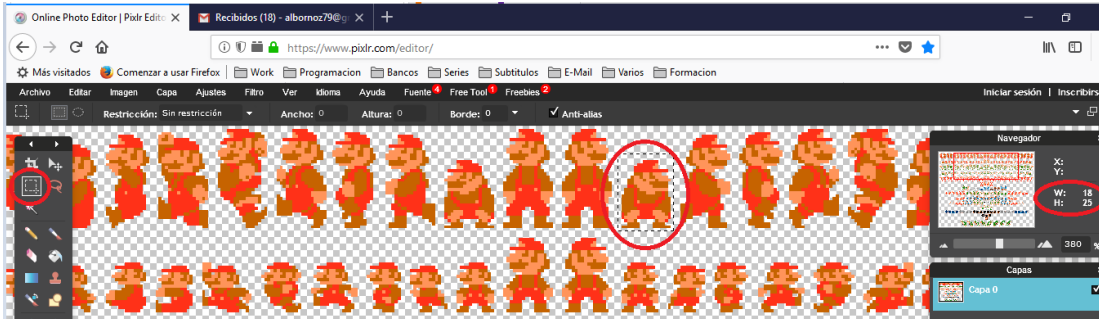 Online Photo Editor | Pixlr Edito
Recibidos (18) - albornoz79@g
https://www.pixlr.com/editor/
Más visitados Comenzar a usar Firefox Work Programacion Bancos Series Subtitulos E-Mail Varios Formacion
Archivo Editar Imagen Capa Ajustes Filtro Ver Idioma Ayuda Fuente 4 Free Tool 1 Freebies 2 Iniciar sesión | Inscribirs
Restricción: Sin restricción Ancho: 0 Altura: 0 Borde: 0 Anti-alias
Navegador
X:
Y:
W: 18
H: 25
380 %
Capas
Capa 0